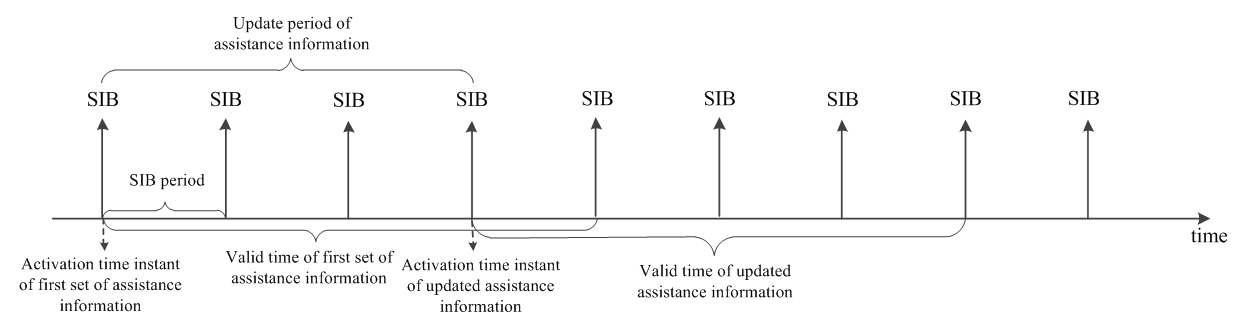 Update period of
assistance information
SIB SIB SIB SIB SIB SIB SIB SIB SIB
SIB period
time
Activation time instant
of first set of assistance
information
Valid time of first set of
assistance information
Activation time instant
of updated assistance
information
Valid time of updated
assistance information